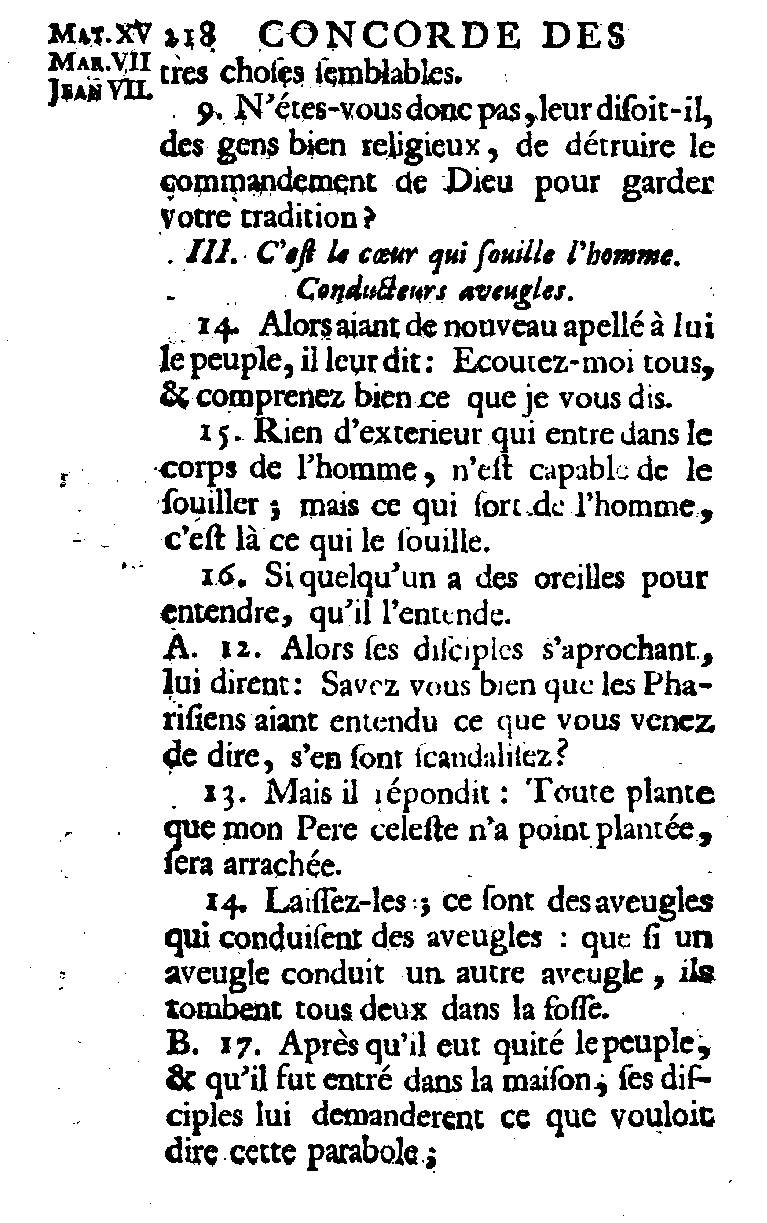 MAT. XV 218 CONCORDE DES
MAR. VII
JEAN VII.
tres choſes ſemblables.
9. N'étes-vous donc pas, leur diſoit-il,
des gens bien religieux, de détruire le
commandement de Dieu pour garder
votre tradition?
III. C'eſt le cœur qui ſouille l'homme.
Conducteurs aveugles.
14. Alors aiant de nouveau apellé à lui
le peuple, il leur dit: Ecoutez-moi tous,
& comprenez bien ce que je vous dis.
15. Rien d'exterieur qui entre dans le
corps de l'homme, n'eſt capable de le
ſouiller; mais ce qui ſort de l'homme,
c'eſt là ce qui le ſouille.
16. Si quelqu'un a des oreilles pour
entendre, qu'il l'entende.
A. 12. Alors ſes diſciples s'aprochant,
lui dirent: Savez vous bien que les Pha-
riſiens aiant entendu ce que vous venez
de dire, s'en ſont ſcandaliſez?
13. Mais il répondit: Toute plante
que mon Pere celeſte n'a point plantée,
ſera arrachée.
14. Laiſſez-les; ce ſont des aveugles
qui conduiſent des aveugles: que ſi un
aveugle conduit un autre aveugle, ils
tombent tous deux dans la foſſe.
B. 17. Après qu'il eut quité le peuple,
& qu'il fut entré dans la maiſon, ſes diſ-
ciples lui demanderent ce que vouloit
dire cette parabole;